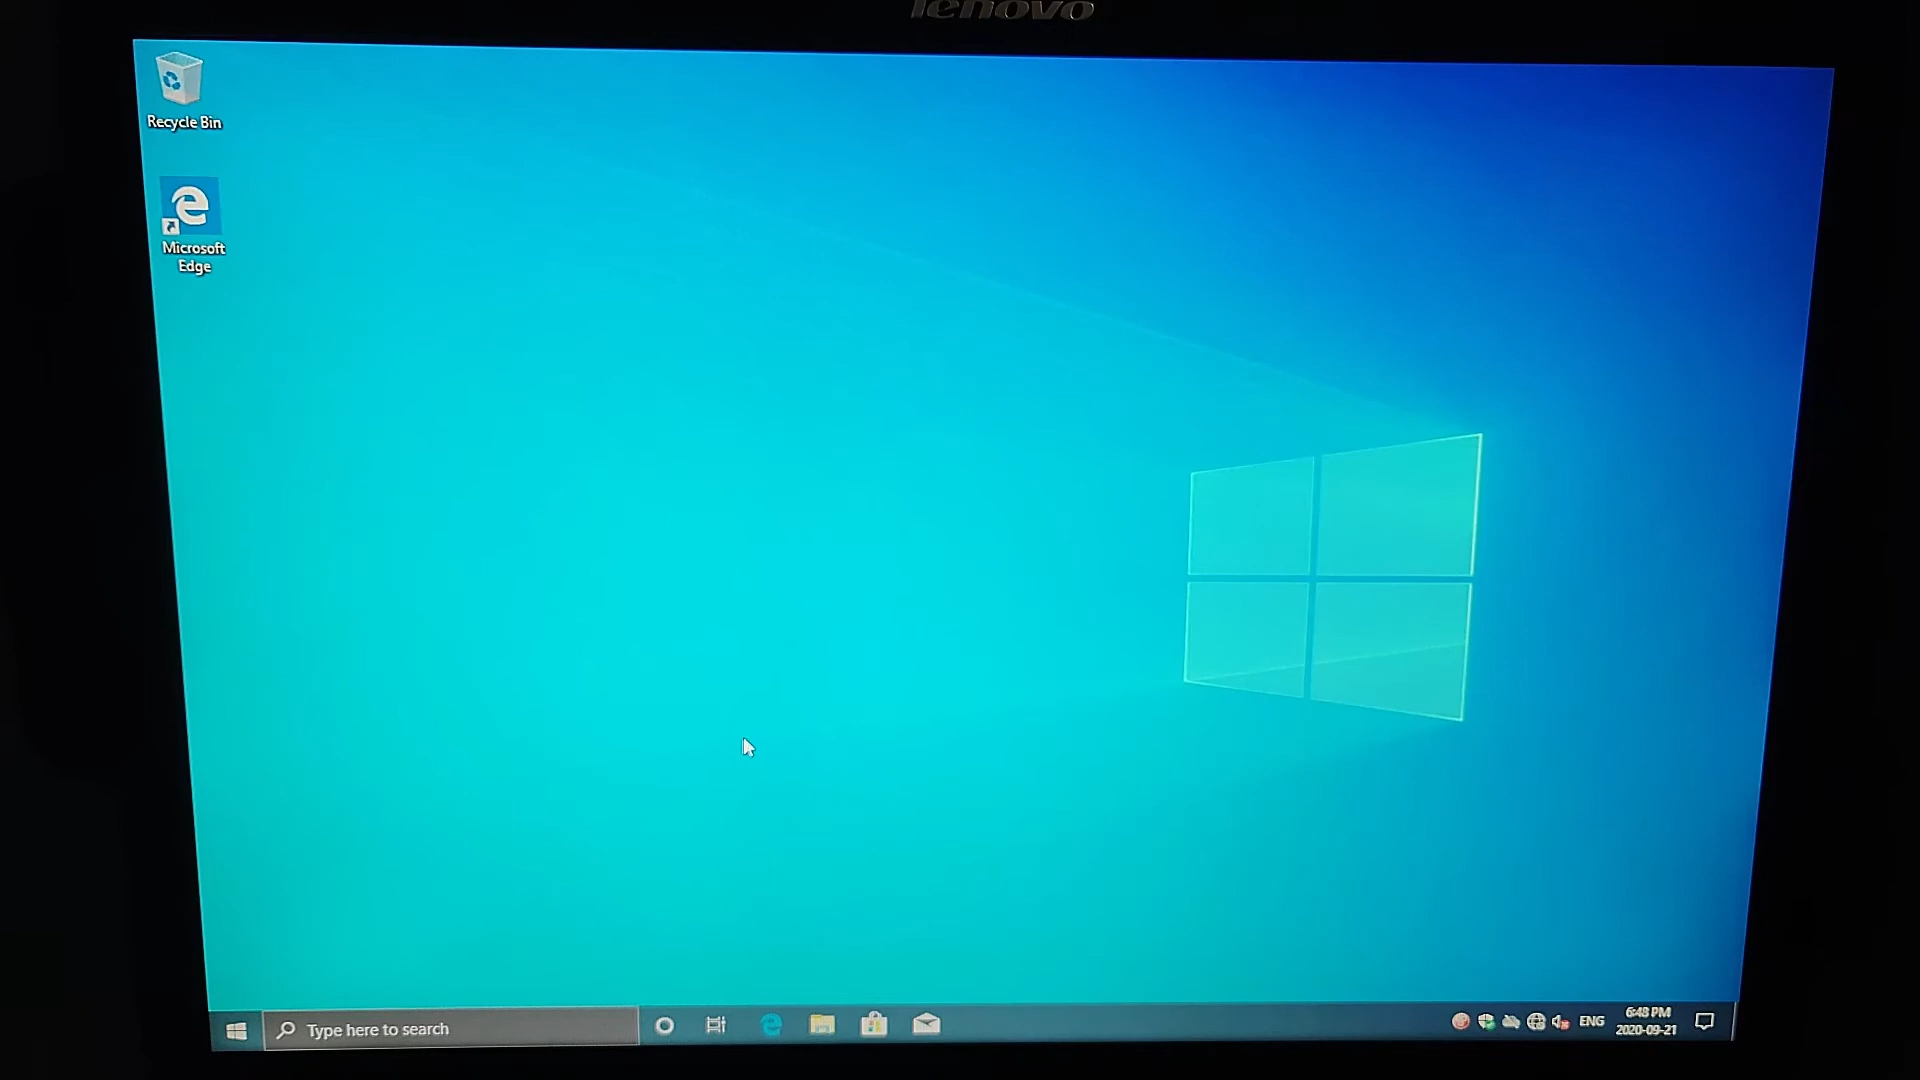 lenovo
Recycle Bin
Microsoft
Edge
Type here to search
ENG
6:48 PM
2020-09-21